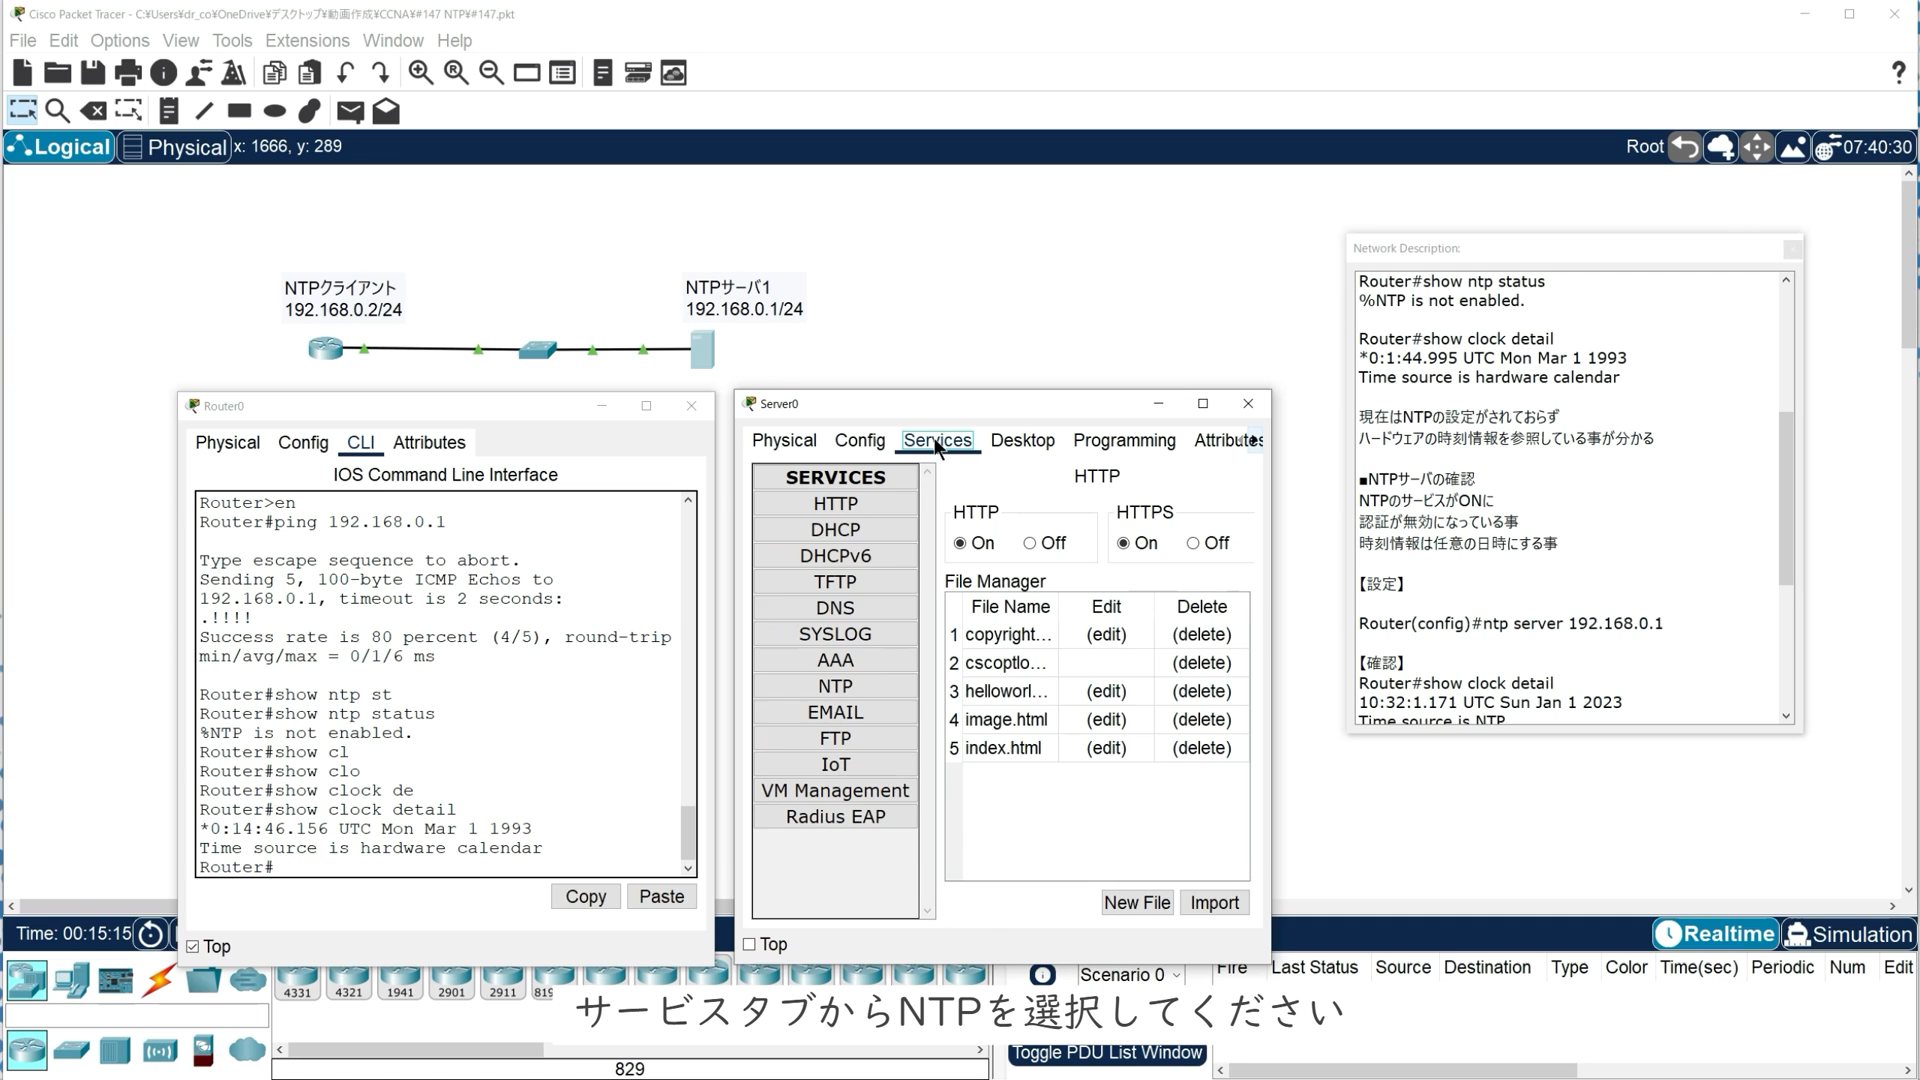 Cisco Packet Tracer - C:¥Users¥dr_co¥OneDrive¥デスクトップ¥動画作成¥CCNA¥#147 NTP¥#147.pkt
File Edit Options View Tools Extensions Window Help
?
Logical Physical x: 1666, y: 289
Root 07:40:30
NTPクライアント
192.168.0.2/24
NTPサーバ1
192.168.0.1/24
Network Description:
Router#show ntp status
%NTP is not enabled.
Router#show clock detail
*0:1:44.995 UTC Mon Mar 1 1993
Time source is hardware calendar
現在はNTPの設定がされておらず
ハードウェアの時刻情報を参照している事が分かる
■NTPサーバの確認
NTPのサービスがONに
認証が無効になっている事
時刻情報は任意の日時にする事
【設定】
Router(config)#ntp server 192.168.0.1
【確認】
Router#show clock detail
10:32:1.171 UTC Sun Jan 1 2023
Time source is NTP
Router0
Physical Config CLI Attributes
IOS Command Line Interface
Router>en
Router#ping 192.168.0.1
Type escape sequence to abort.
Sending 5, 100-byte ICMP Echos to
192.168.0.1, timeout is 2 seconds:
.!!!!
Success rate is 80 percent (4/5), round-trip
min/avg/max = 0/1/6 ms
Router#show ntp st
Router#show ntp status
%NTP is not enabled.
Router#show cl
Router#show clo
Router#show clock de
Router#show clock detail
*0:14:46.156 UTC Mon Mar 1 1993
Time source is hardware calendar
Router#
Copy Paste
Top
Server0
Physical Config Services Desktop Programming Attributes
SERVICES
HTTP
DHCP
DHCPv6
TFTP
DNS
SYSLOG
AAA
NTP
EMAIL
FTP
IoT
VM Management
Radius EAP
HTTP
HTTP HTTPS
On Off On Off
File Manager
File Name Edit Delete
1 copyright... (edit) (delete)
2 cscoptlo... (delete)
3 helloworl... (edit) (delete)
4 image.html (edit) (delete)
5 index.html (edit) (delete)
New File Import
Top
Time: 00:15:15
Realtime Simulation
4331 4321 1941 2901 2911 819
Scenario 0
Fire Last Status Source Destination Type Color Time(sec) Periodic Num Edit
サービスタブからNTPを選択してください
Toggle PDU List Window
829